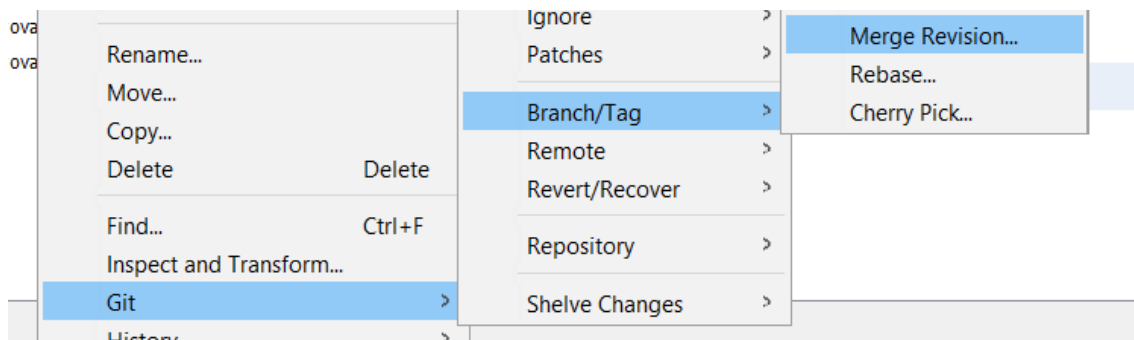 ova
ova
Rename...
Move...
Copy...
Delete Delete
Find... Ctrl+F
Inspect and Transform...
Git >
History >
Ignore >
Patches >
Branch/Tag >
Remote >
Revert/Recover >
Repository >
Shelve Changes >
Merge Revision...
Rebase...
Cherry Pick...